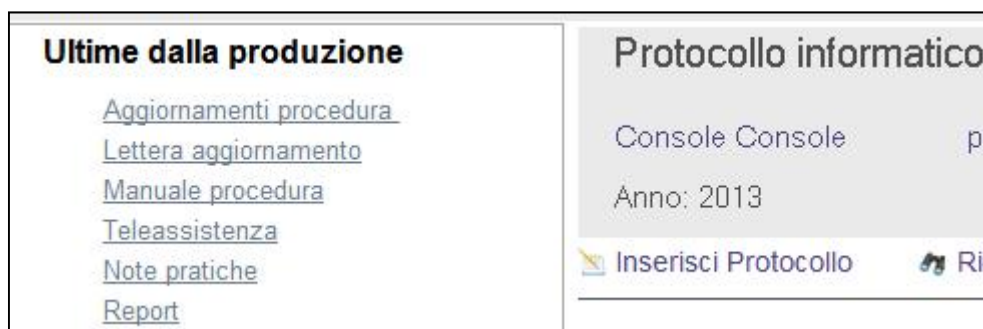 Ultime dalla produzione
Aggiornamenti procedura
Lettera aggiornamento
Manuale procedura
Teleassistenza
Note pratiche
Report
Protocollo informatico
Console Console p
Anno: 2013
Inserisci Protocollo Ri